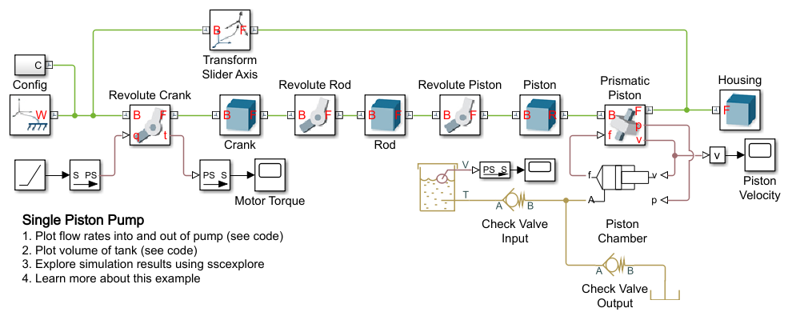 B F
Transform
Slider Axis
C
Config
W
Revolute Crank
B F
q t
B F
Crank
Revolute Rod
B F
B F
Rod
Revolute Piston
B F
Piston
B F
Prismatic
Piston
B F
p
f v
Housing
F
S PS
PS S
Motor Torque
V
PS S
T
A B
Check Valve
Input
f v
A p
Piston
Chamber
v
Piston
Velocity
A B
Check Valve
Output
Single Piston Pump
1. Plot flow rates into and out of pump (see code)
2. Plot volume of tank (see code)
3. Explore simulation results using sscexplore
4. Learn more about this example